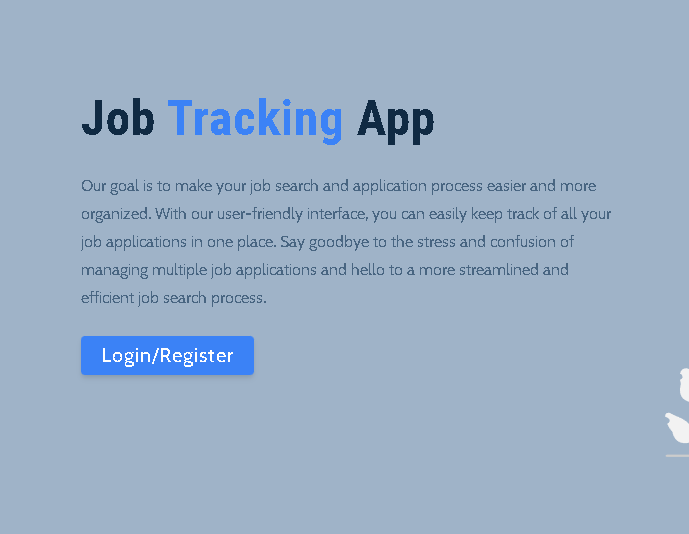 Job Tracking App
Our goal is to make your job search and application process easier and more
organized. With our user-friendly interface, you can easily keep track of all your
job applications in one place. Say goodbye to the stress and confusion of
managing multiple job applications and hello to a more streamlined and
efficient job search process.
Login/Register